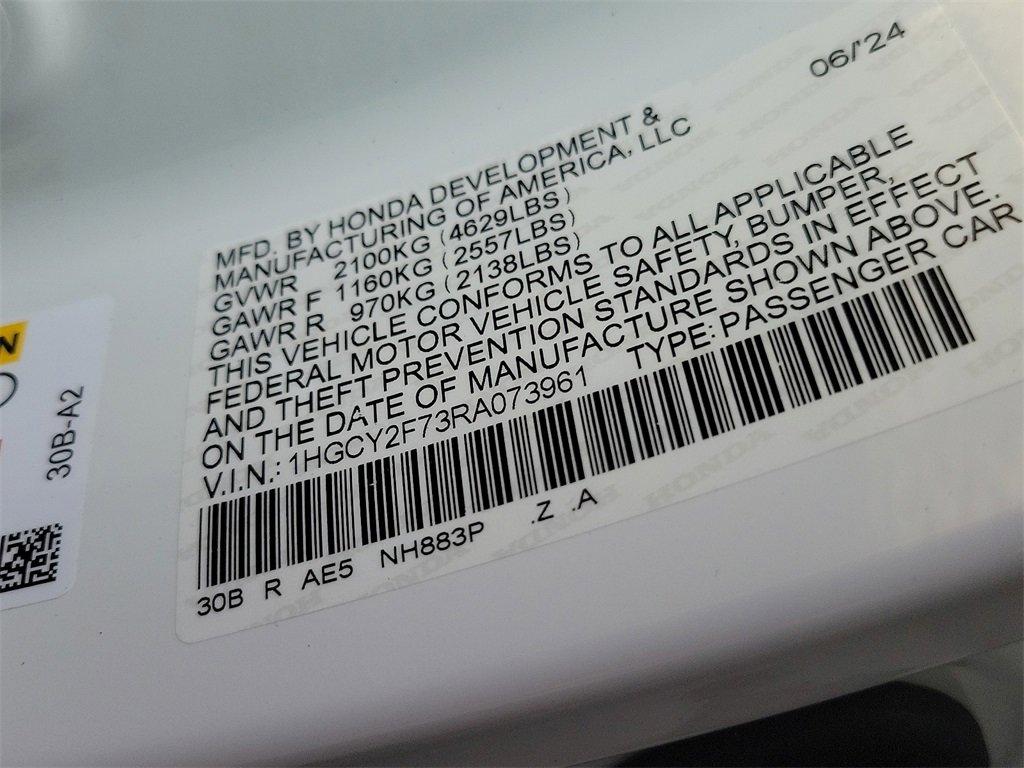 06/'24
MFD. BY HONDA DEVELOPMENT &
MANUFACTURING OF AMERICA, LLC
GVWR 2100KG (4629LBS)
GAWR F 1160KG (2557LBS)
GAWR R 970KG (2138LBS)
THIS VEHICLE CONFORMS TO ALL APPLICABLE
FEDERAL MOTOR VEHICLE SAFETY, BUMPER,
AND THEFT PREVENTION STANDARDS IN EFFECT
ON THE DATE OF MANUFACTURE SHOWN ABOVE.
V.I.N.: 1HGCY2F73RA073961 TYPE: PASSENGER CAR
30B R AE5 NH883P .Z .A
30B-A2
HONDA